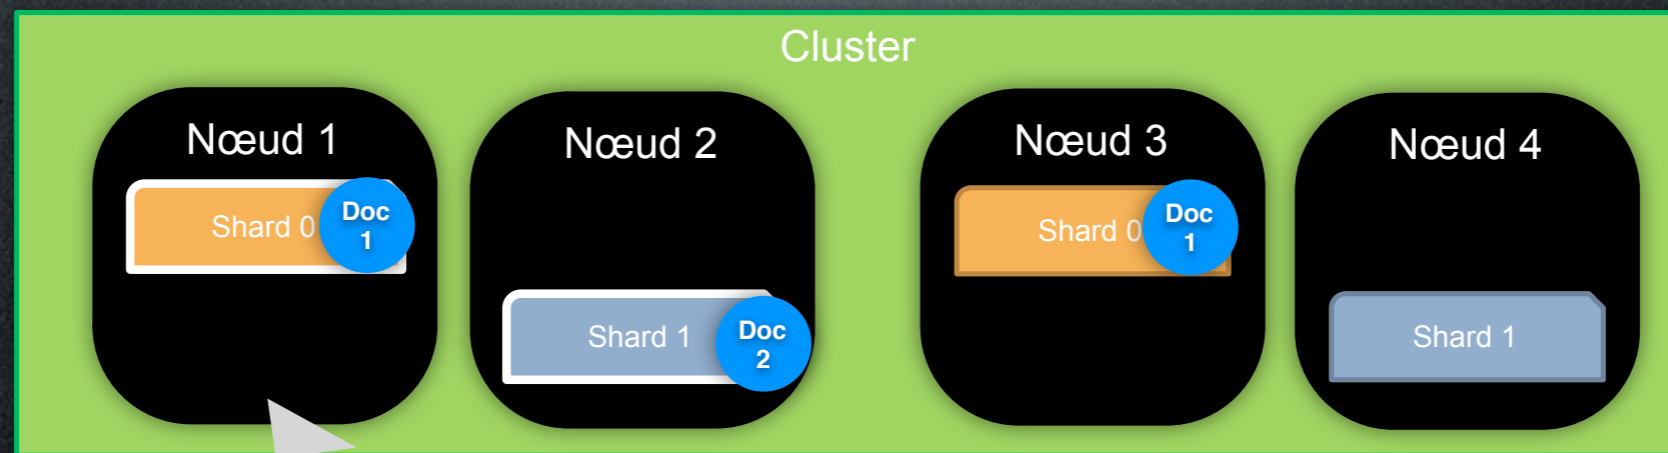 Cluster
Nœud 1
Shard 0
Doc
1
Nœud 2
Shard 1
Doc
2
Nœud 3
Shard 0
Doc
1
Nœud 4
Shard 1